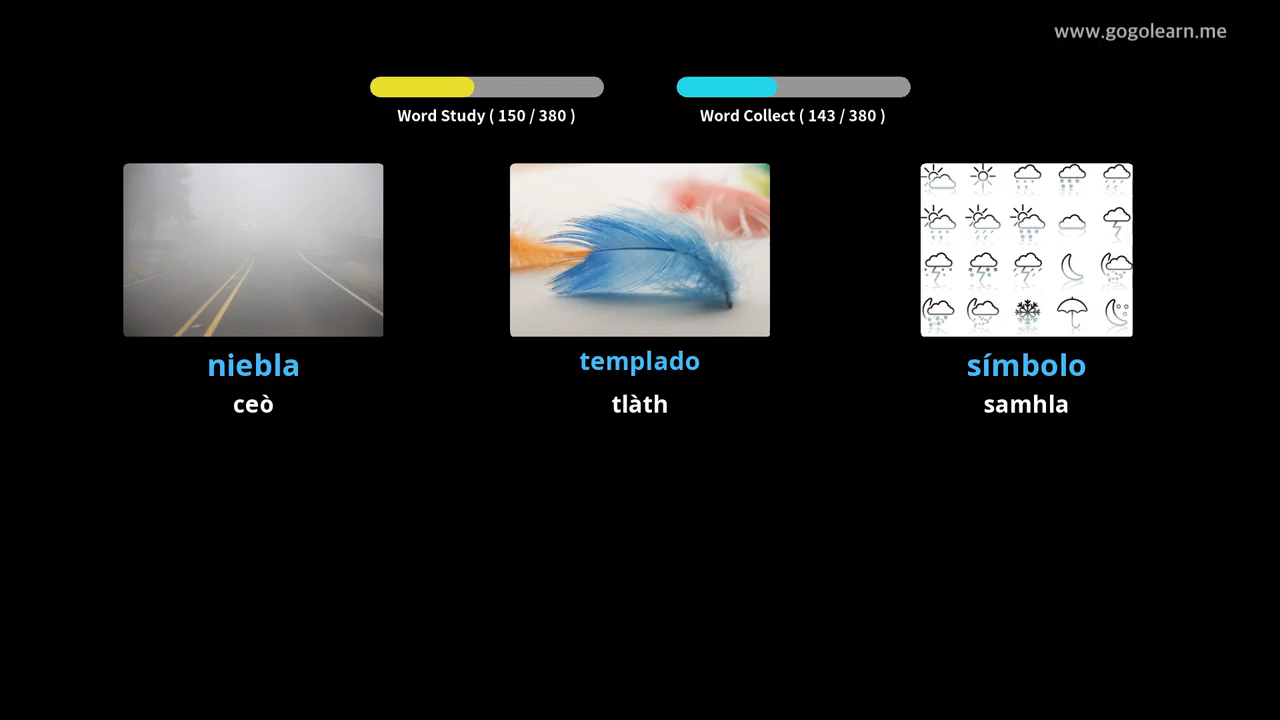 www.gogolearn.me
Word Study ( 150 / 380 )
Word Collect ( 143 / 380 )
niebla
templado
símbolo
ceò
tlàth
samhla